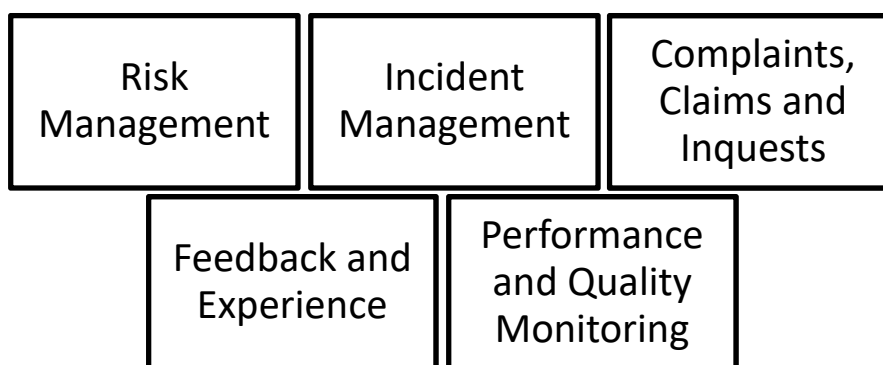 Risk
Management
Incident
Management
Complaints,
Claims and
Inquests
Feedback and
Experience
Performance
and Quality
Monitoring